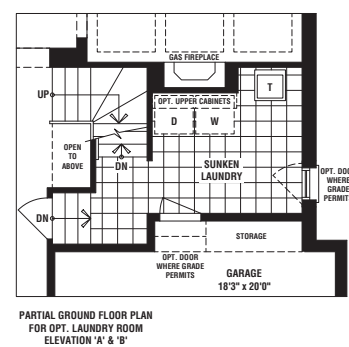 GAS FIREPLACE
UP
OPT. UPPER CABINETS
T
D
W
OPEN
TO
ABOVE
DN
SUNKEN
LAUNDRY
OPT. DOOR
WHERE
GRADE
PERMITS
DN
STORAGE
OPT. DOOR
WHERE GRADE
PERMITS
GARAGE
18'3" x 20'0"
PARTIAL GROUND FLOOR PLAN
FOR OPT. LAUNDRY ROOM
ELEVATION 'A' & 'B'